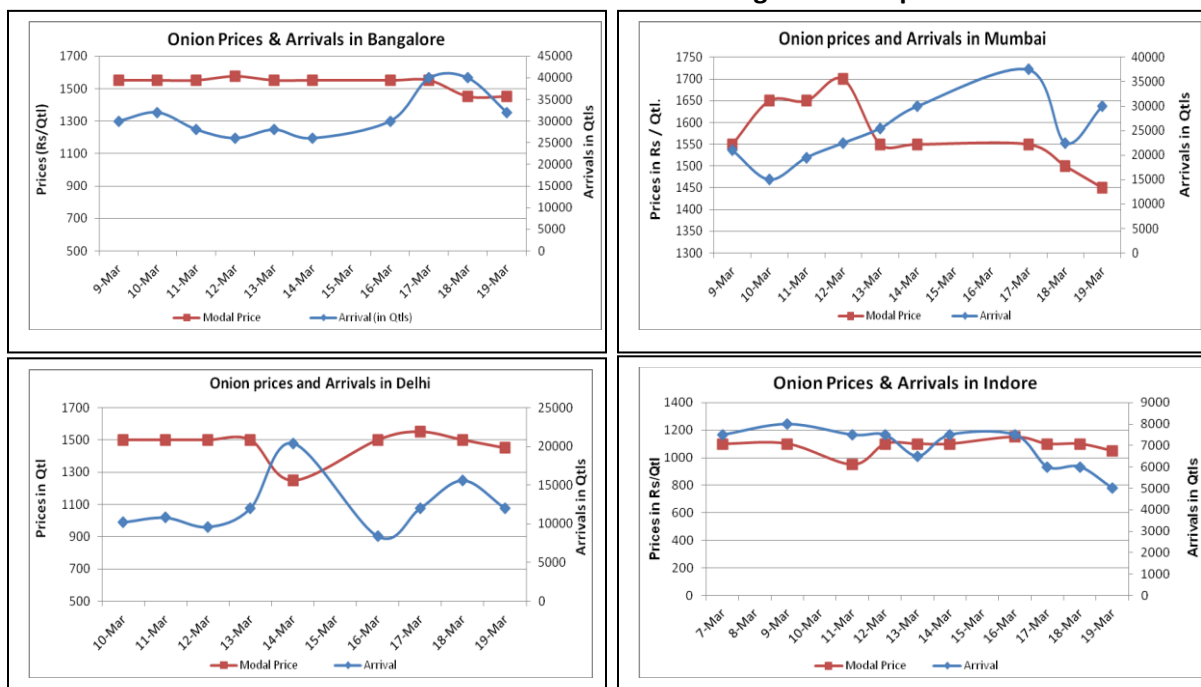 Onion Prices & Arrivals in Bangalore
Prices (Rs/Qtl)
1700
1500
1300
1100
900
700
500
45000
40000
35000
30000
25000
20000
15000
10000
5000
0
Arrivals in Qtls
9-Mar
10-Mar
11-Mar
12-Mar
13-Mar
14-Mar
15-Mar
16-Mar
17-Mar
18-Mar
19-Mar
Modal Price
Arrival (in Qtls)
Onion prices and Arrivals in Mumbai
Prices in Rs / Qtl.
1750
1700
1650
1600
1550
1500
1450
1400
1350
1300
40000
35000
30000
25000
20000
15000
10000
5000
0
Arrivals in Qtls
9-Mar
10-Mar
11-Mar
12-Mar
13-Mar
14-Mar
15-Mar
16-Mar
17-Mar
18-Mar
19-Mar
Modal Price
Arrival
Onion prices and Arrivals in Delhi
Prices in Qtl
1700
1500
1300
1100
900
700
500
25000
20000
15000
10000
5000
0
Arrivals in Qtls
10-Mar
11-Mar
12-Mar
13-Mar
14-Mar
15-Mar
16-Mar
17-Mar
18-Mar
19-Mar
Modal Price
Arrival
Onion Prices & Arrivals in Indore
Prices in Rs/Qtl
1400
1200
1000
800
600
400
200
0
9000
8000
7000
6000
5000
4000
3000
2000
1000
0
Arrivals in Qtls
7-Mar
8-Mar
9-Mar
10-Mar
11-Mar
12-Mar
13-Mar
14-Mar
15-Mar
16-Mar
17-Mar
18-Mar
19-Mar
Modal Price
Arrival